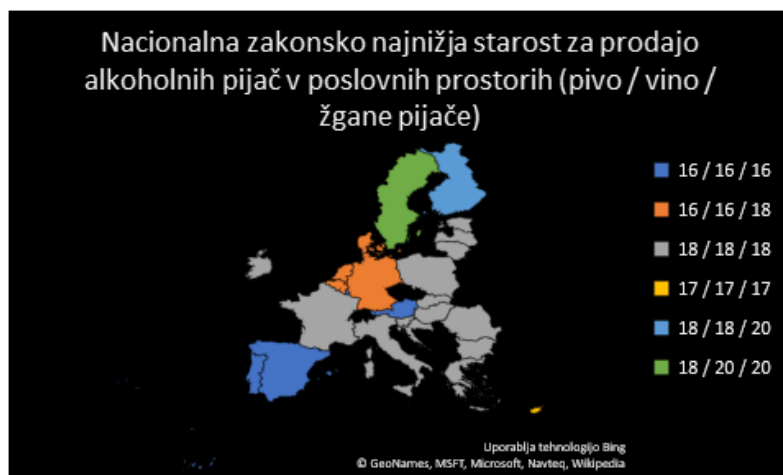 Nacionalna zakonsko najnižja starost za prodajo
alkoholnih pijač v poslovnih prostorih (pivo / vino /
žgane pijače)
16 / 16 / 16
16 / 16 / 18
18 / 18 / 18
17 / 17 / 17
18 / 18 / 20
18 / 20 / 20
Uporablja tehnologijo Bing
© GeoNames, MSFT, Microsoft, Navteq, Wikipedia